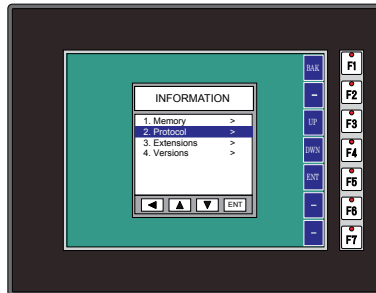 INFORMATION
1. Memory >
2. Protocol >
3. Extensions >
4. Versions >
ENT
BAK
–
UP
DWN
ENT
–
–
F1
F2
F3
F4
F5
F6
F7